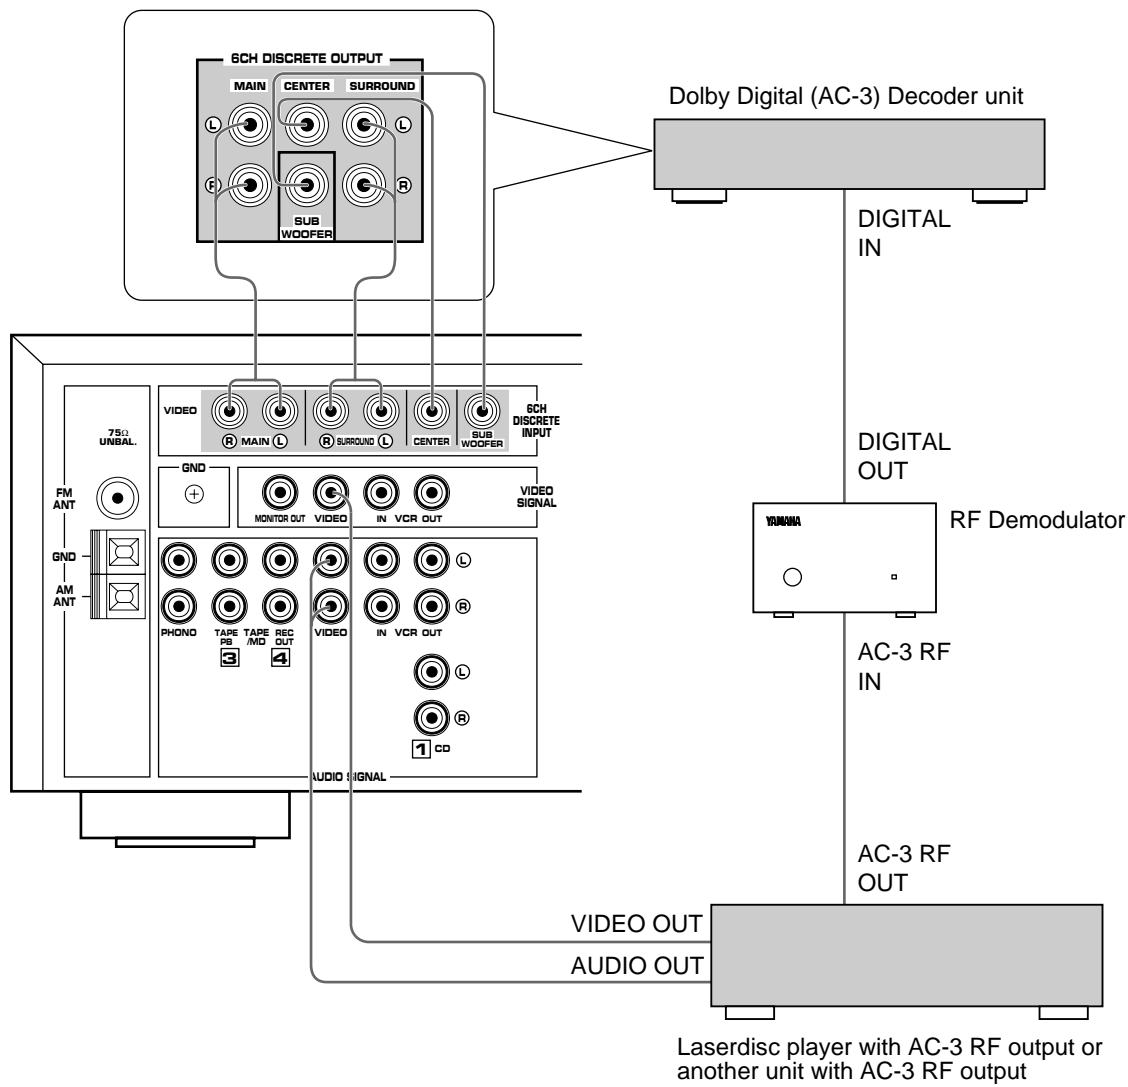 6CH DISCRETE OUTPUT
MAIN CENTER SURROUND
L L
R R
SUB
WOOFER
Dolby Digital (AC-3) Decoder unit
DIGITAL
IN
DIGITAL
OUT
YAMAHA
RF Demodulator
AC-3 RF
IN
AC-3 RF
OUT
VIDEO
R MAIN L
R SURROUND L
CENTER
SUB
WOOFER
6CH
DISCRETE
INPUT
75Ω
UNBAL.
FM
ANT
GND
AM
ANT
GND
MONITOR OUT VIDEO IN VCR OUT
VIDEO
SIGNAL
L
R
PHONO
TAPE
PB
TAPE
/MD
REC
OUT
VIDEO
IN VCR OUT
3 4
L
R
1 CD
AUDIO SIGNAL
VIDEO OUT
AUDIO OUT
Laserdisc player with AC-3 RF output or
another unit with AC-3 RF output